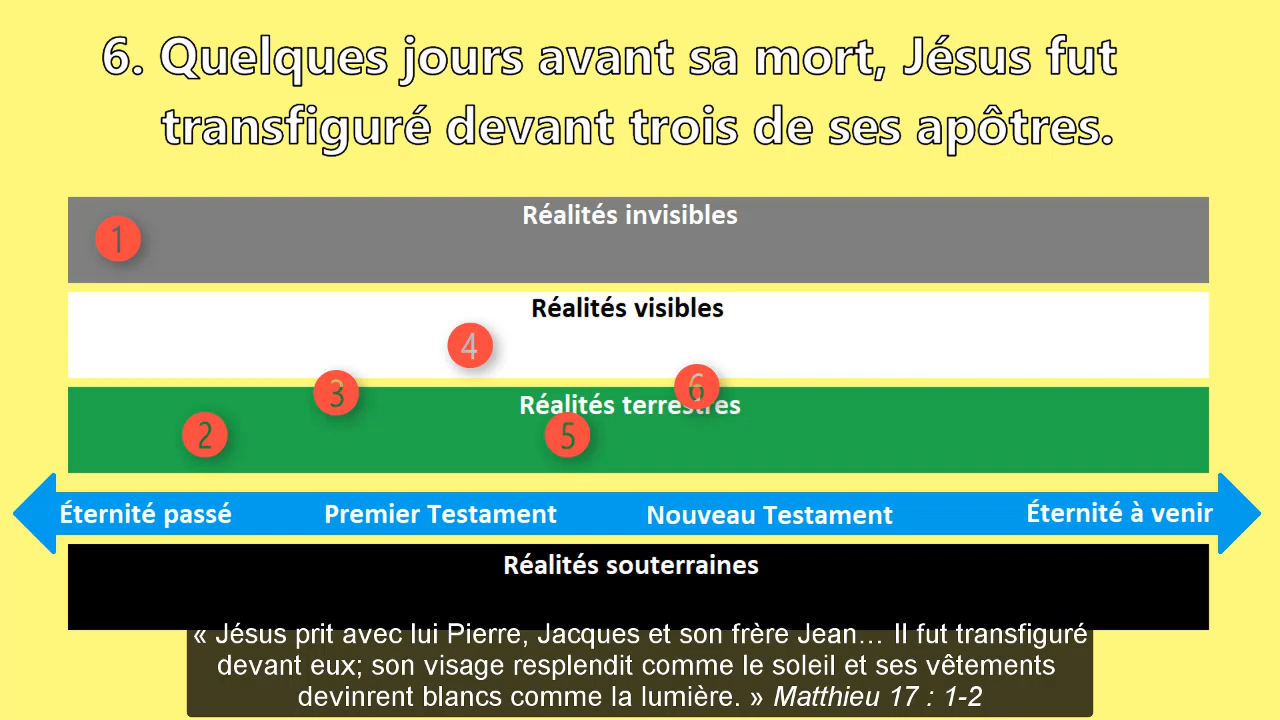 6. Quelques jours avant sa mort, Jésus fut
transfiguré devant trois de ses apôtres.
Réalités invisibles
1
Réalités visibles
4
3
6
Réalités terrestres
2
5
Éternité passé
Premier Testament
Nouveau Testament
Éternité à venir
Réalités souterraines
« Jésus prit avec lui Pierre, Jacques et son frère Jean… Il fut transfiguré
devant eux; son visage resplendit comme le soleil et ses vêtements
devinrent blancs comme la lumière. » Matthieu 17 : 1-2